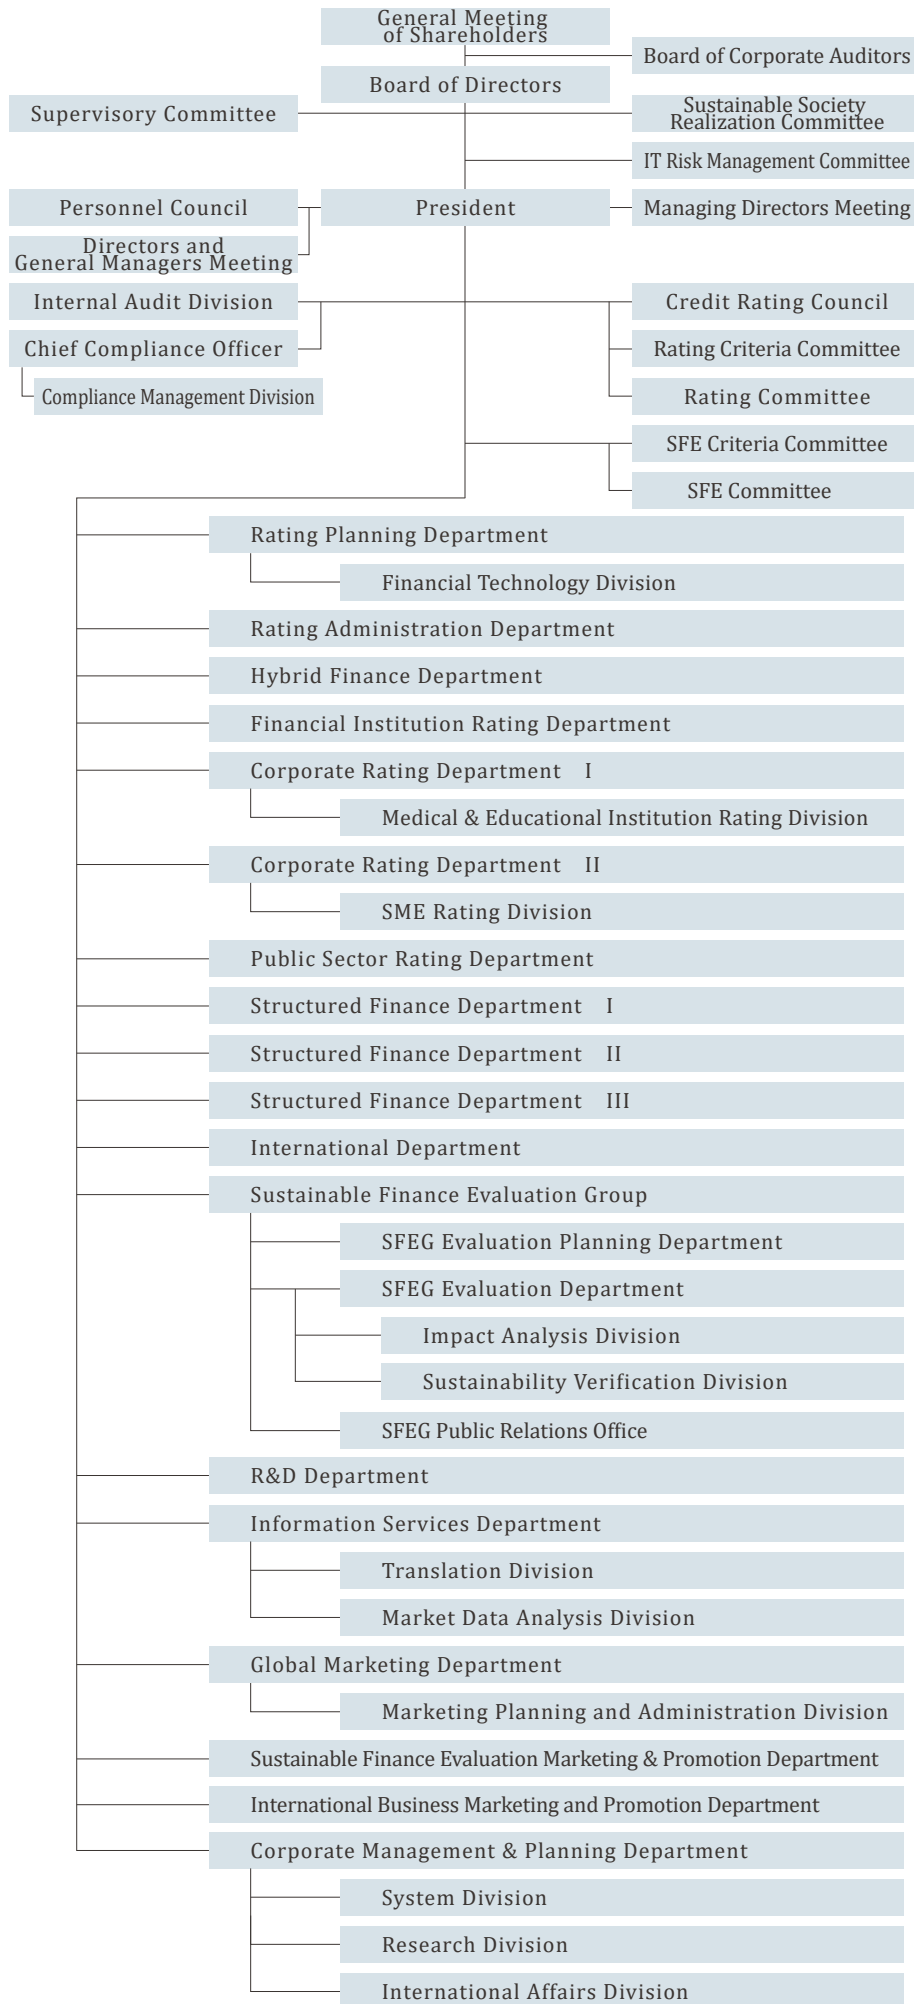 General Meeting
of Shareholders
Board of Corporate Auditors
Board of Directors
Supervisory Committee
Sustainable Society
Realization Committee
IT Risk Management Committee
Personnel Council
President
Managing Directors Meeting
Directors and
General Managers Meeting
Internal Audit Division
Credit Rating Council
Chief Compliance Officer
Rating Criteria Committee
Compliance Management Division
Rating Committee
SFE Criteria Committee
SFE Committee
Rating Planning Department
Financial Technology Division
Rating Administration Department
Hybrid Finance Department
Financial Institution Rating Department
Corporate Rating Department I
Medical & Educational Institution Rating Division
Corporate Rating Department II
SME Rating Division
Public Sector Rating Department
Structured Finance Department I
Structured Finance Department II
Structured Finance Department III
International Department
Sustainable Finance Evaluation Group
SFEG Evaluation Planning Department
SFEG Evaluation Department
Impact Analysis Division
Sustainability Verification Division
SFEG Public Relations Office
R&D Department
Information Services Department
Translation Division
Market Data Analysis Division
Global Marketing Department
Marketing Planning and Administration Division
Sustainable Finance Evaluation Marketing & Promotion Department
International Business Marketing and Promotion Department
Corporate Management & Planning Department
System Division
Research Division
International Affairs Division